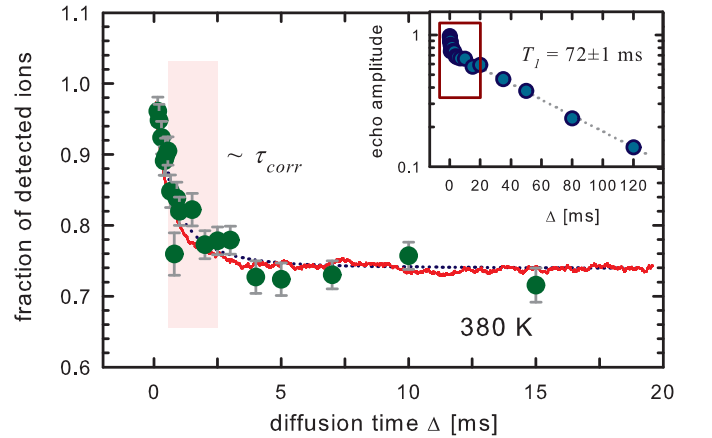 1.1
1.0
0.9
0.8
0.7
0.6
fraction of detected ions
0
5
10
15
20
diffusion time Δ [ms]
~ τcorr
380 K
1
0.1
echo amplitude
T1 = 72±1 ms
0
20
40
60
80
100
120
Δ [ms]